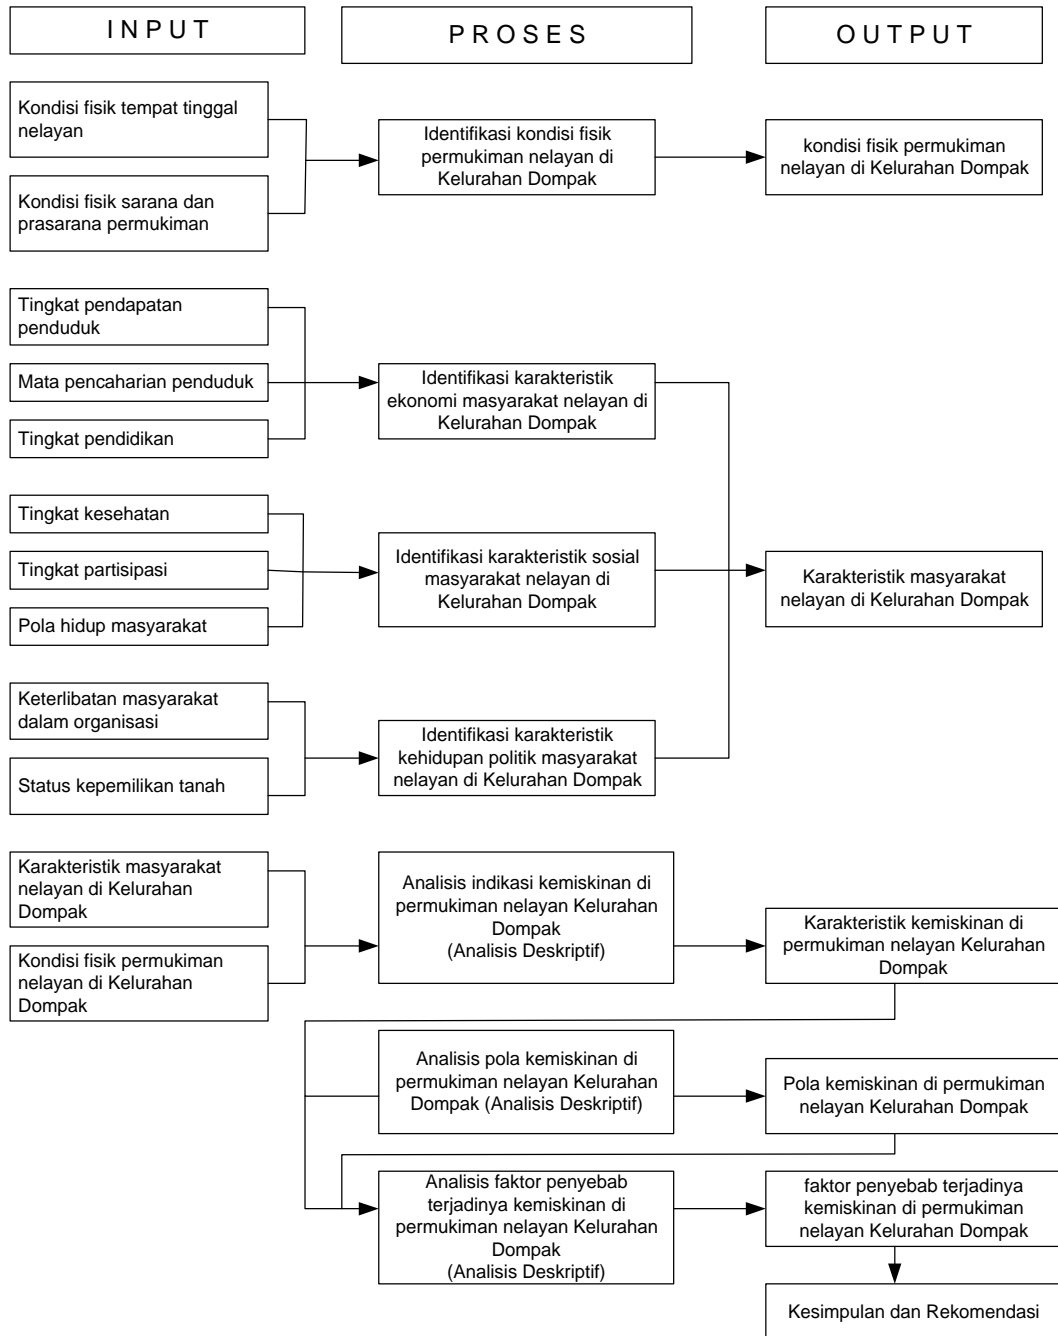 I N P U T
P R O S E S
O U T P U T
Kondisi fisik tempat tinggal
nelayan
Kondisi fisik sarana dan
prasarana permukiman
Identifikasi kondisi fisik
permukiman nelayan di
Kelurahan Dompak
kondisi fisik permukiman
nelayan di Kelurahan Dompak
Tingkat pendapatan
penduduk
Mata pencaharian penduduk
Tingkat pendidikan
Identifikasi karakteristik
ekonomi masyarakat nelayan di
Kelurahan Dompak
Tingkat kesehatan
Tingkat partisipasi
Pola hidup masyarakat
Identifikasi karakteristik sosial
masyarakat nelayan di
Kelurahan Dompak
Karakteristik masyarakat
nelayan di Kelurahan Dompak
Keterlibatan masyarakat
dalam organisasi
Status kepemilikan tanah
Identifikasi karakteristik
kehidupan politik masyarakat
nelayan di Kelurahan Dompak
Karakteristik masyarakat
nelayan di Kelurahan
Dompak
Kondisi fisik permukiman
nelayan di Kelurahan
Dompak
Analisis indikasi kemiskinan di
permukiman nelayan Kelurahan
Dompak
(Analisis Deskriptif)
Karakteristik kemiskinan di
permukiman nelayan Kelurahan
Dompak
Analisis pola kemiskinan di
permukiman nelayan Kelurahan
Dompak (Analisis Deskriptif)
Pola kemiskinan di permukiman
nelayan Kelurahan Dompak
Analisis faktor penyebab
terjadinya kemiskinan di
permukiman nelayan Kelurahan
Dompak
(Analisis Deskriptif)
faktor penyebab terjadinya
kemiskinan di permukiman
nelayan Kelurahan Dompak
Kesimpulan dan Rekomendasi